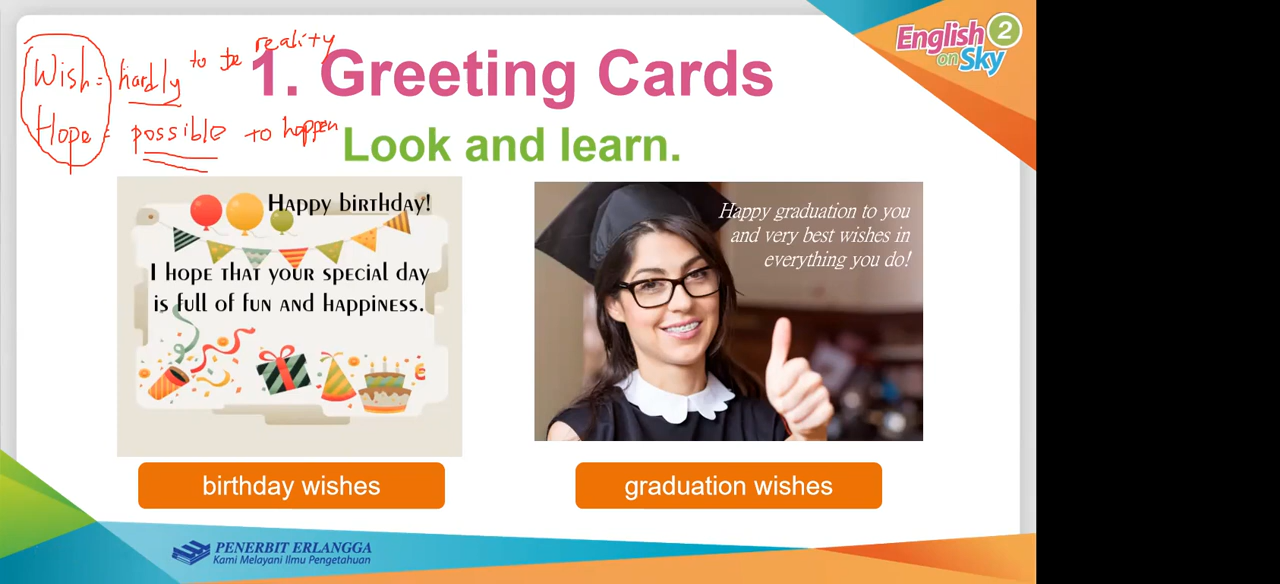 Wish = hardly to be reality
Hope = possible to happen
1. Greeting Cards
Look and learn.
English 2
on Sky
Happy birthday!
I hope that your special day
is full of fun and happiness.
Happy graduation to you
and very best wishes in
everything you do!
birthday wishes
graduation wishes
PENERBIT ERLANGGA
Kami Melayani Ilmu Pengetahuan